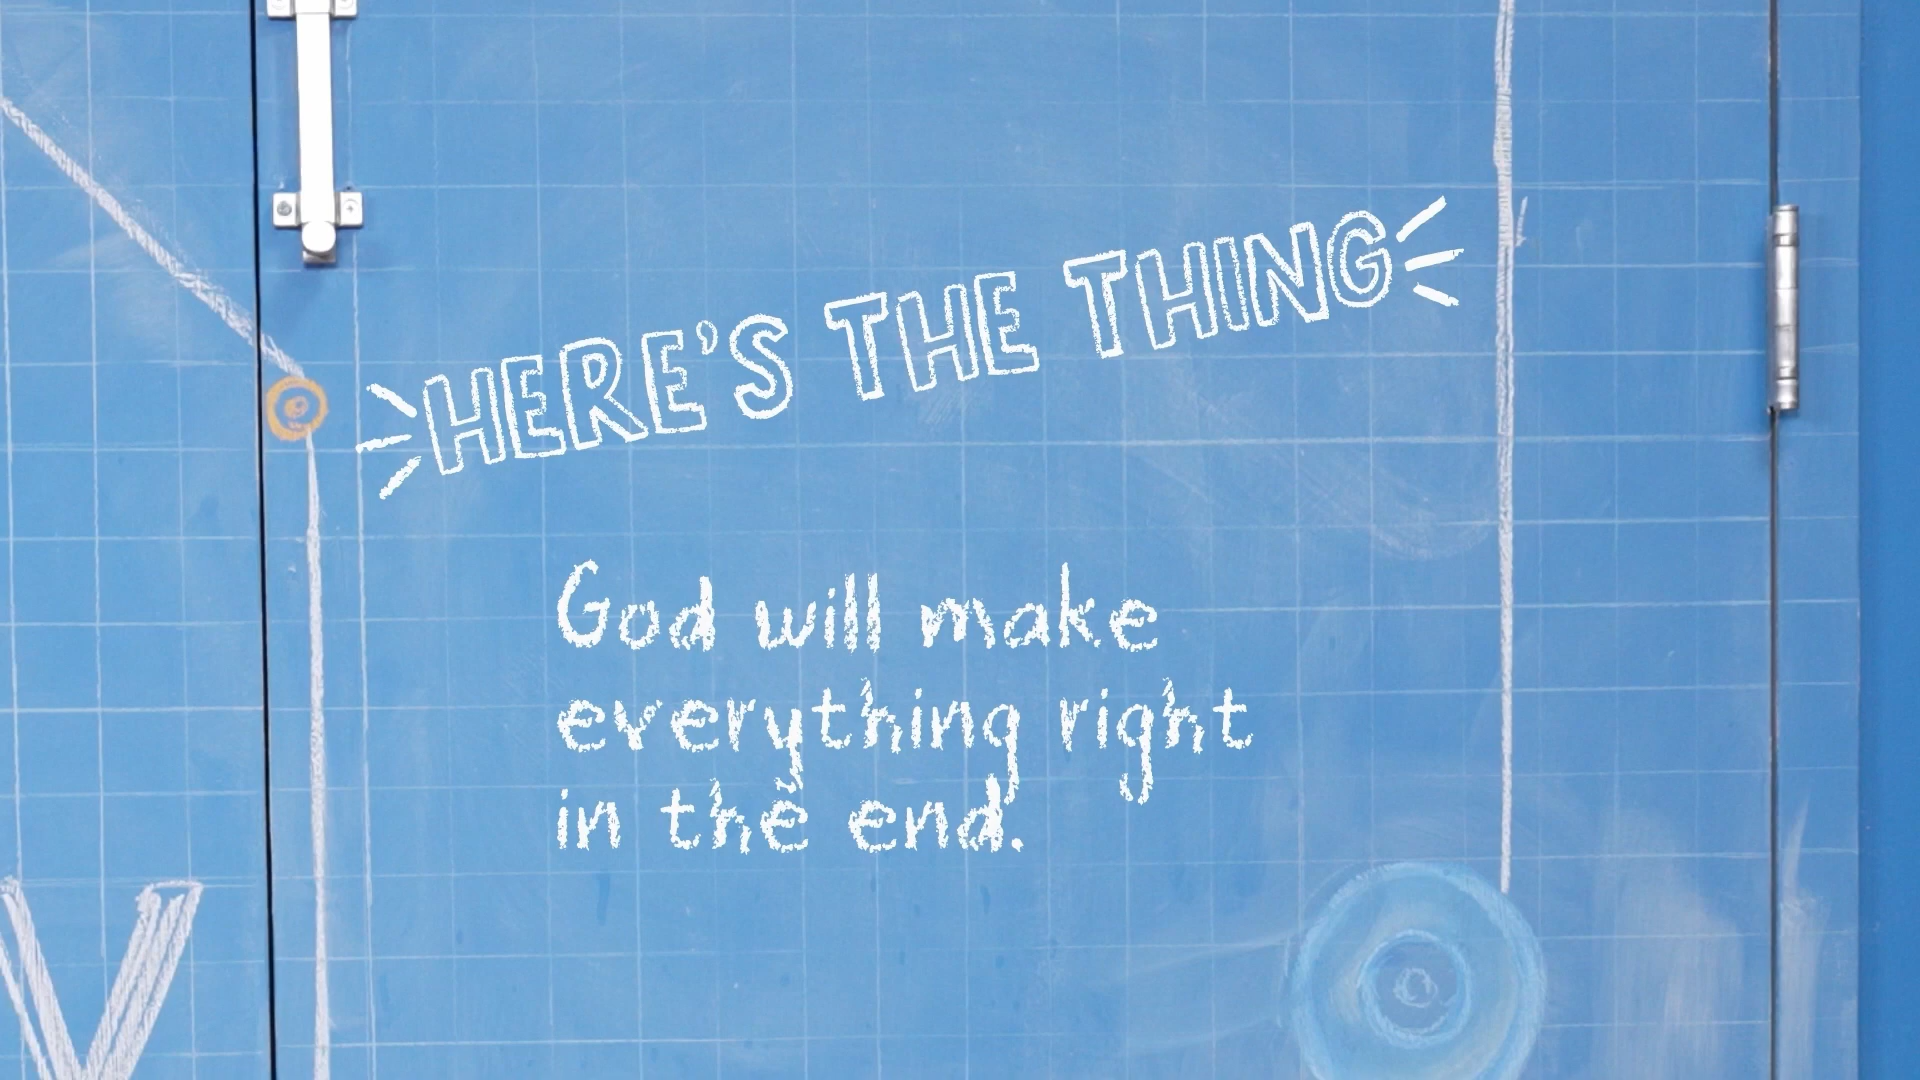 HERE'S THE THING
God will make
everything right
in the end.